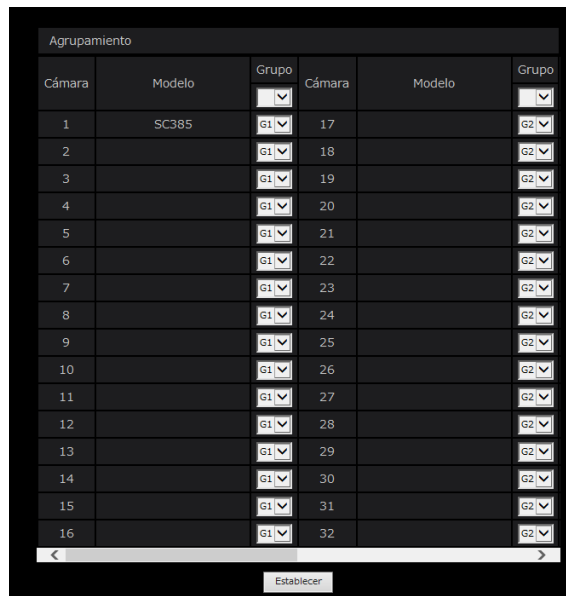 Agrupamiento
Cámara Modelo Grupo Cámara Modelo Grupo
1 SC385 G1 17 G2
2 G1 18 G2
3 G1 19 G2
4 G1 20 G2
5 G1 21 G2
6 G1 22 G2
7 G1 23 G2
8 G1 24 G2
9 G1 25 G2
10 G1 26 G2
11 G1 27 G2
12 G1 28 G2
13 G1 29 G2
14 G1 30 G2
15 G1 31 G2
16 G1 32 G2
Establecer